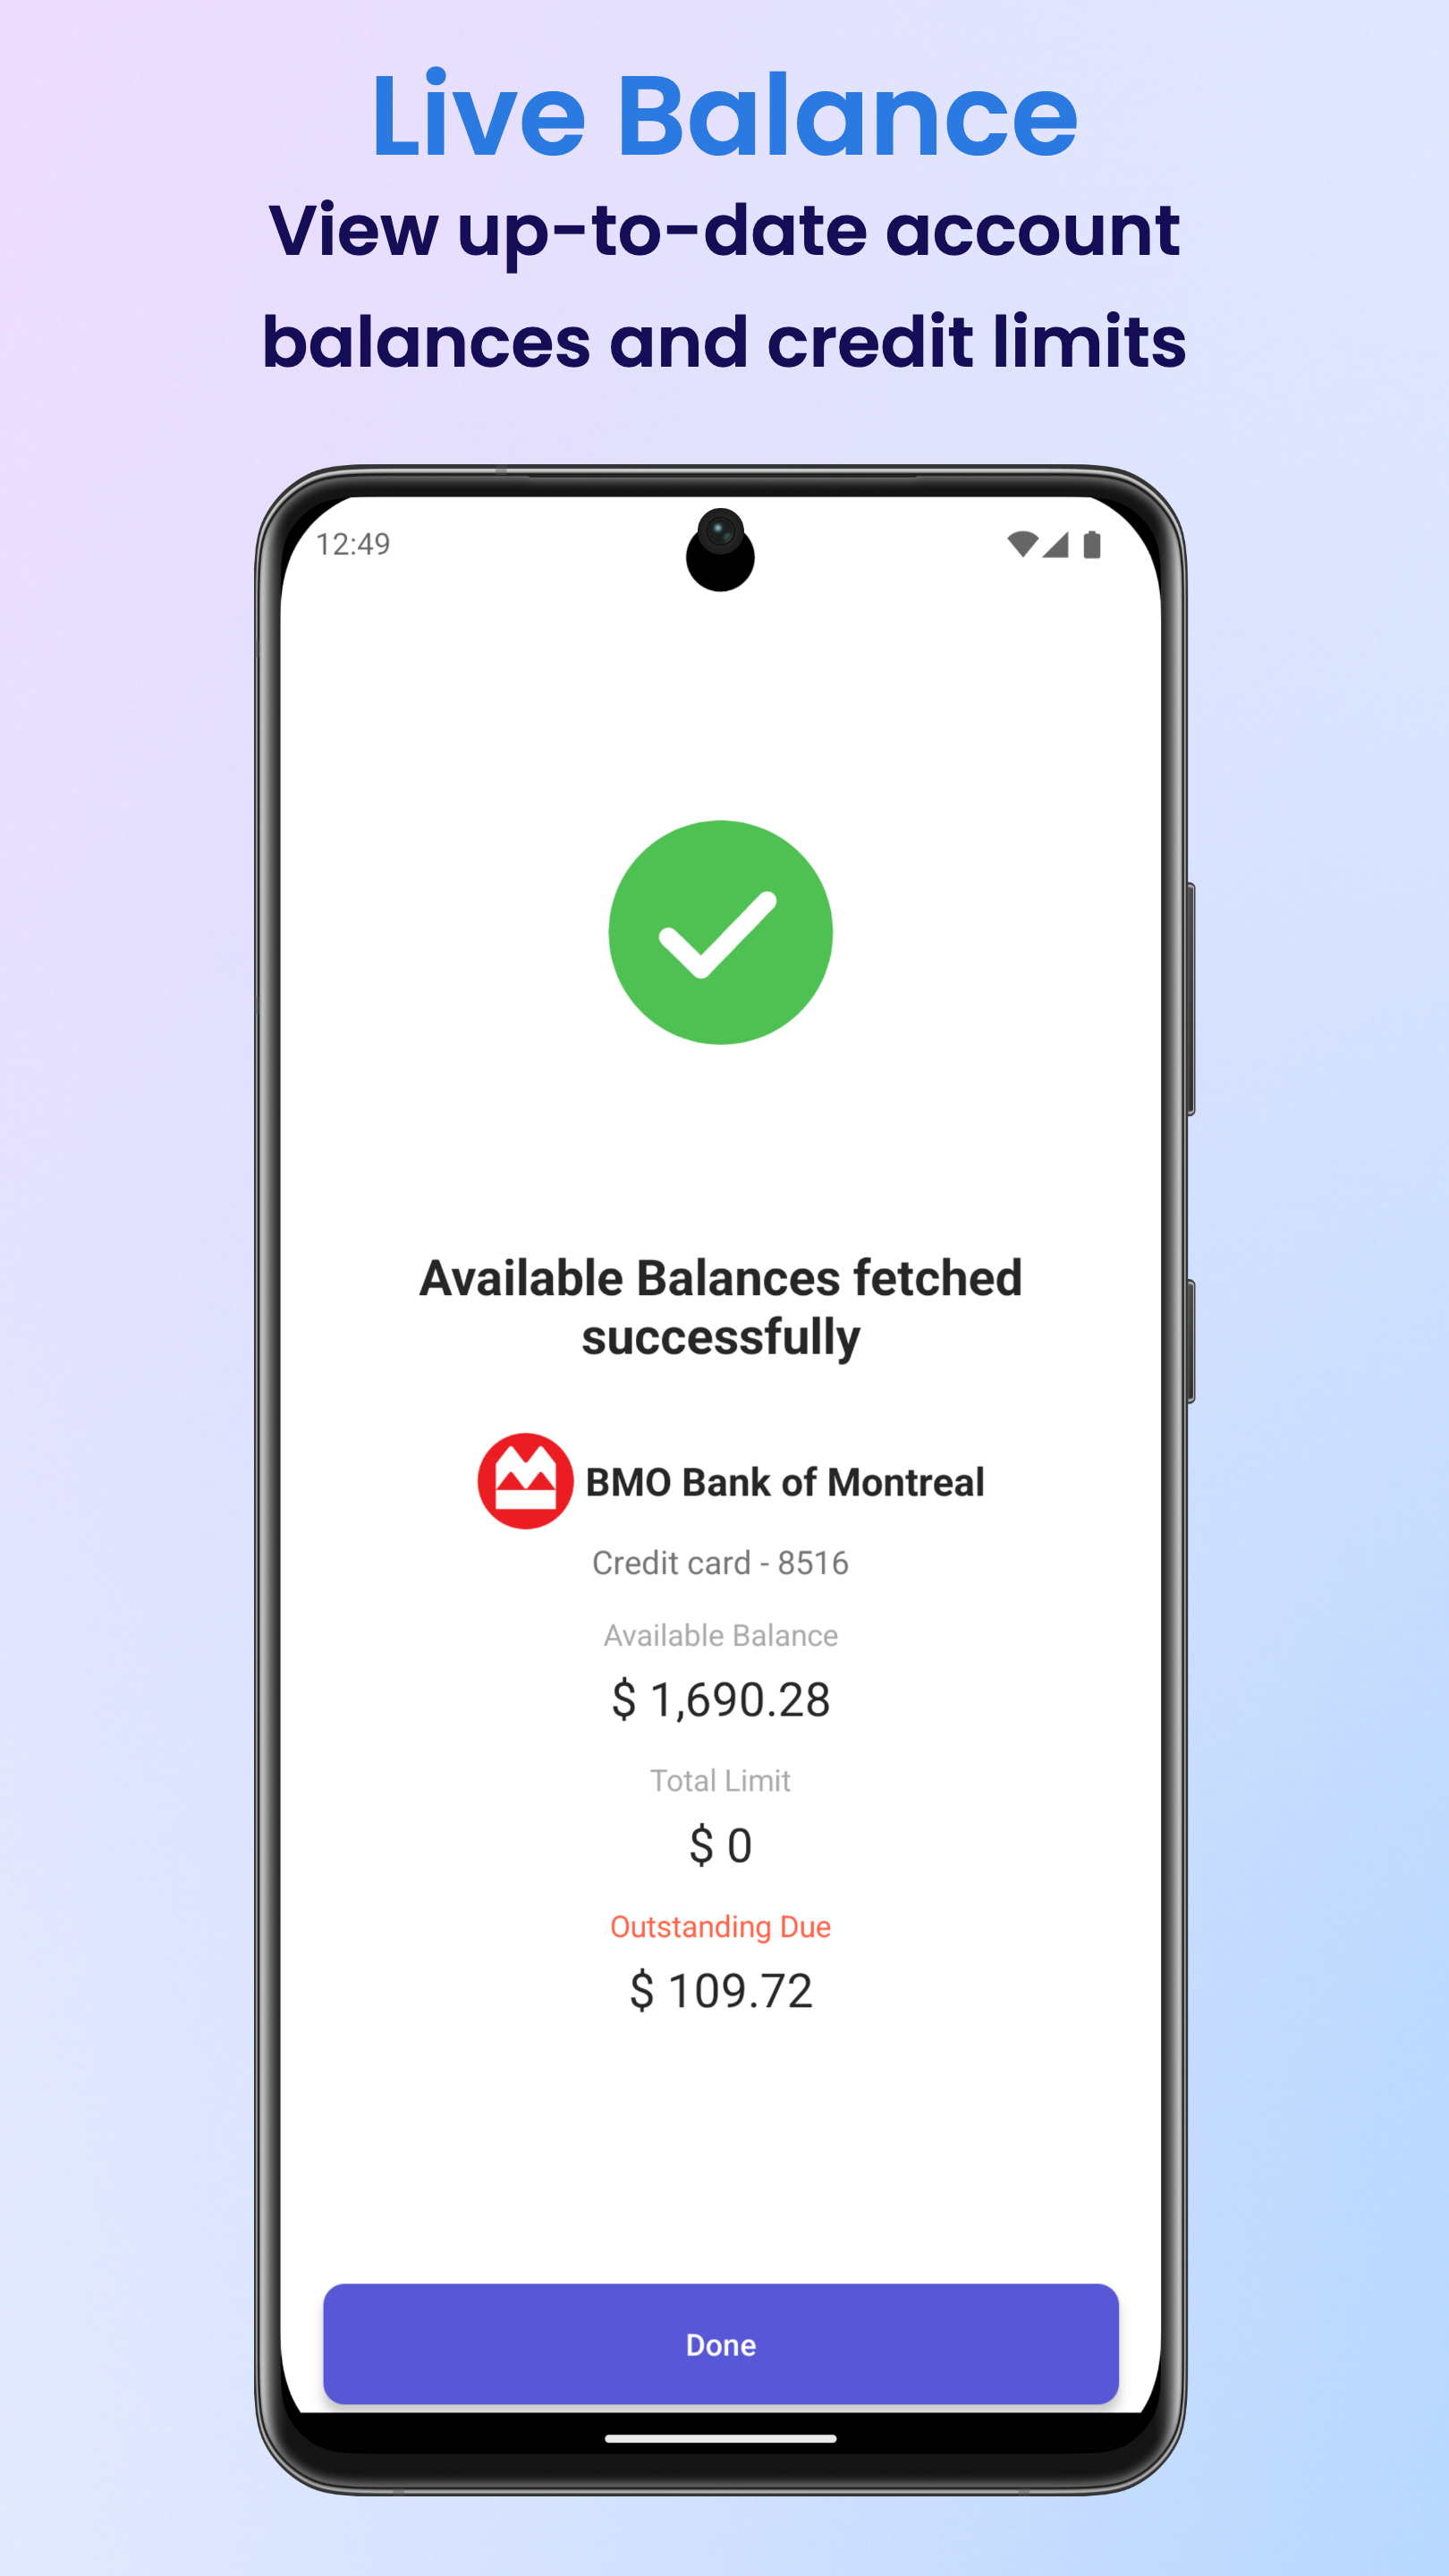 Live Balance
View up-to-date account
balances and credit limits
12:49
Available Balances fetched
successfully
BMO Bank of Montreal
Credit card - 8516
Available Balance
$ 1,690.28
Total Limit
$ 0
Outstanding Due
$ 109.72
Done